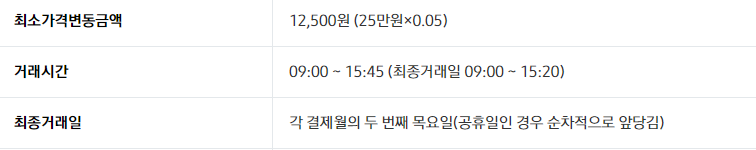 최소가격변동금액 12,500원 (25만원×0.05)
거래시간 09:00 ~ 15:45 (최종거래일 09:00 ~ 15:20)
최종거래일 각 결제월의 두 번째 목요일(공휴일인 경우 순차적으로 앞당김)